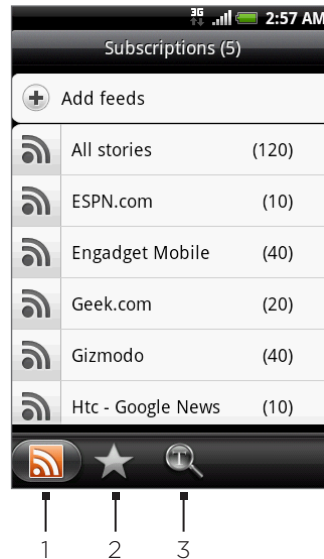 3G 2:57 AM
Subscriptions (5)
Add feeds
All stories (120)
ESPN.com (10)
Engadget Mobile (40)
Geek.com (20)
Gizmodo (40)
Htc - Google News (10)
T
1 2 3